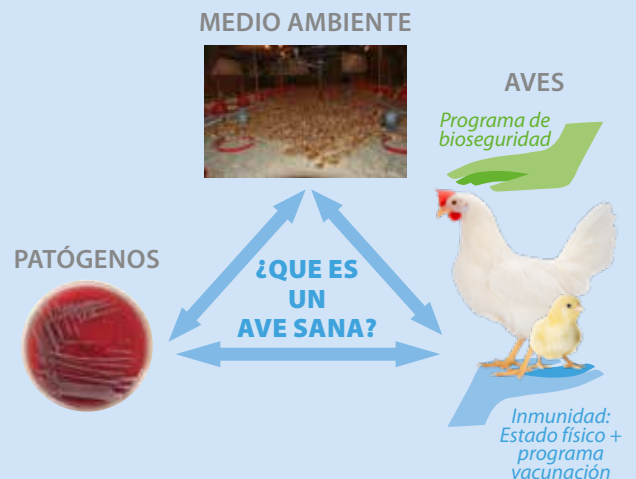 MEDIO AMBIENTE
AVES
Programa de
bioseguridad
PATÓGENOS
¿QUE ES
UN
AVE SANA?
Inmunidad:
Estado físico +
programa
vacunación